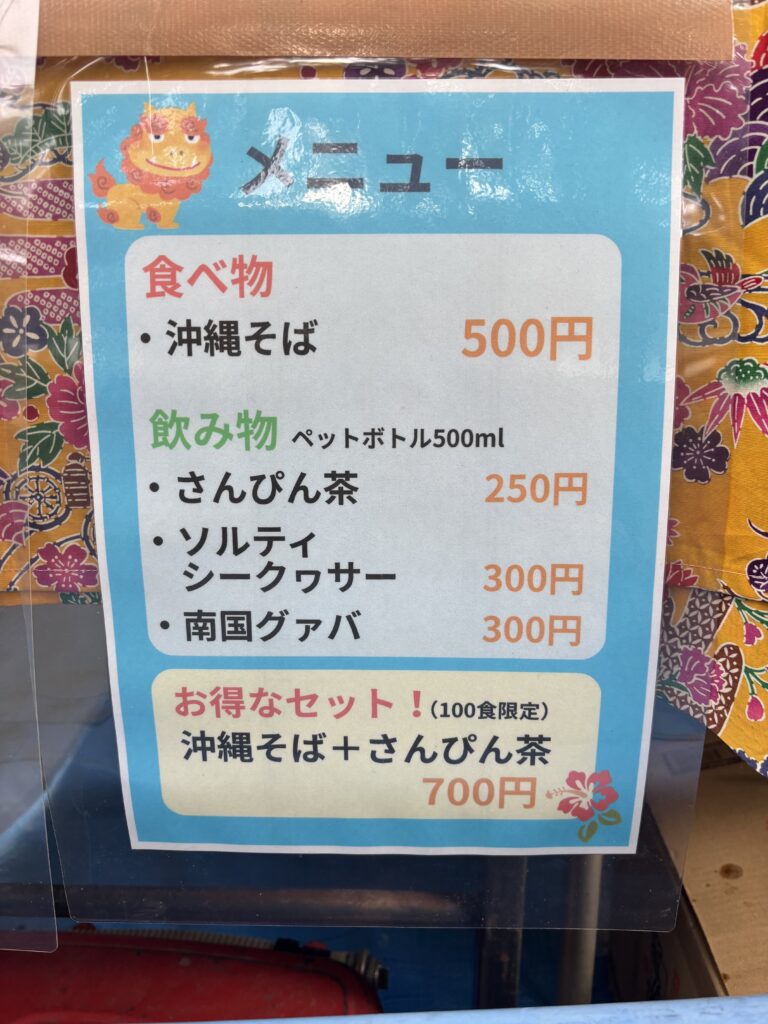 メニュー
食べ物
・沖縄そば 500円
飲み物 ペットボトル500ml
・さんぴん茶 250円
・ソルティ
シークヮサー 300円
・南国グァバ 300円
お得なセット！(100食限定)
沖縄そば＋さんぴん茶
700円